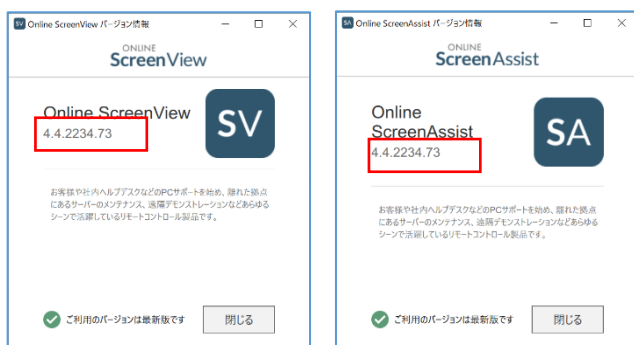 SV Online ScreenView バージョン情報
ONLINE
ScreenView
Online ScreenView
4.4.2234.73
SV
お客様や社内ヘルプデスクなどのPCサポートを始め、離れた拠点
にあるサーバーのメンテナンス、遠隔デモンストレーションなどあらゆる
シーンで活躍しているリモートコントロール製品です。
ご利用のバージョンは最新版です
閉じる
SA Online ScreenAssist バージョン情報
ONLINE
ScreenAssist
Online
ScreenAssist
4.4.2234.73
SA
お客様や社内ヘルプデスクなどのPCサポートを始め、離れた拠点
にあるサーバーのメンテナンス、遠隔デモンストレーションなどあらゆる
シーンで活躍しているリモートコントロール製品です。
ご利用のバージョンは最新版です
閉じる